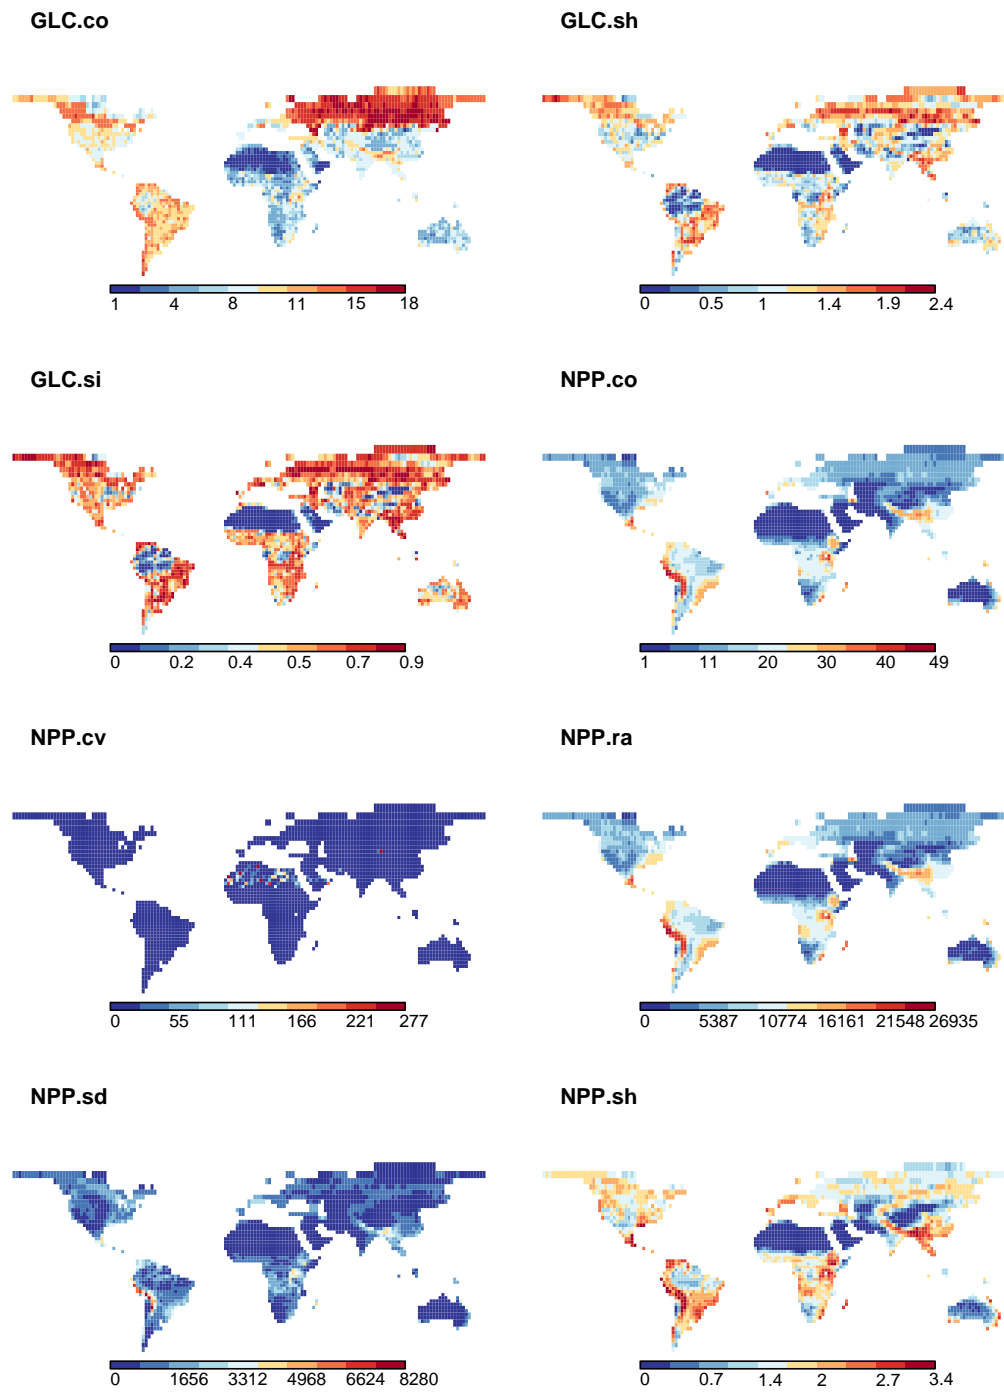 GLC.co
GLC.sh
1 4 8 11 15 18
0 0.5 1 1.4 1.9 2.4
GLC.si
NPP.co
0 0.2 0.4 0.5 0.7 0.9
1 11 20 30 40 49
NPP.cv
NPP.ra
0 55 111 166 221 277
0 5387 10774 16161 21548 26935
NPP.sd
NPP.sh
0 1656 3312 4968 6624 8280
0 0.7 1.4 2 2.7 3.4